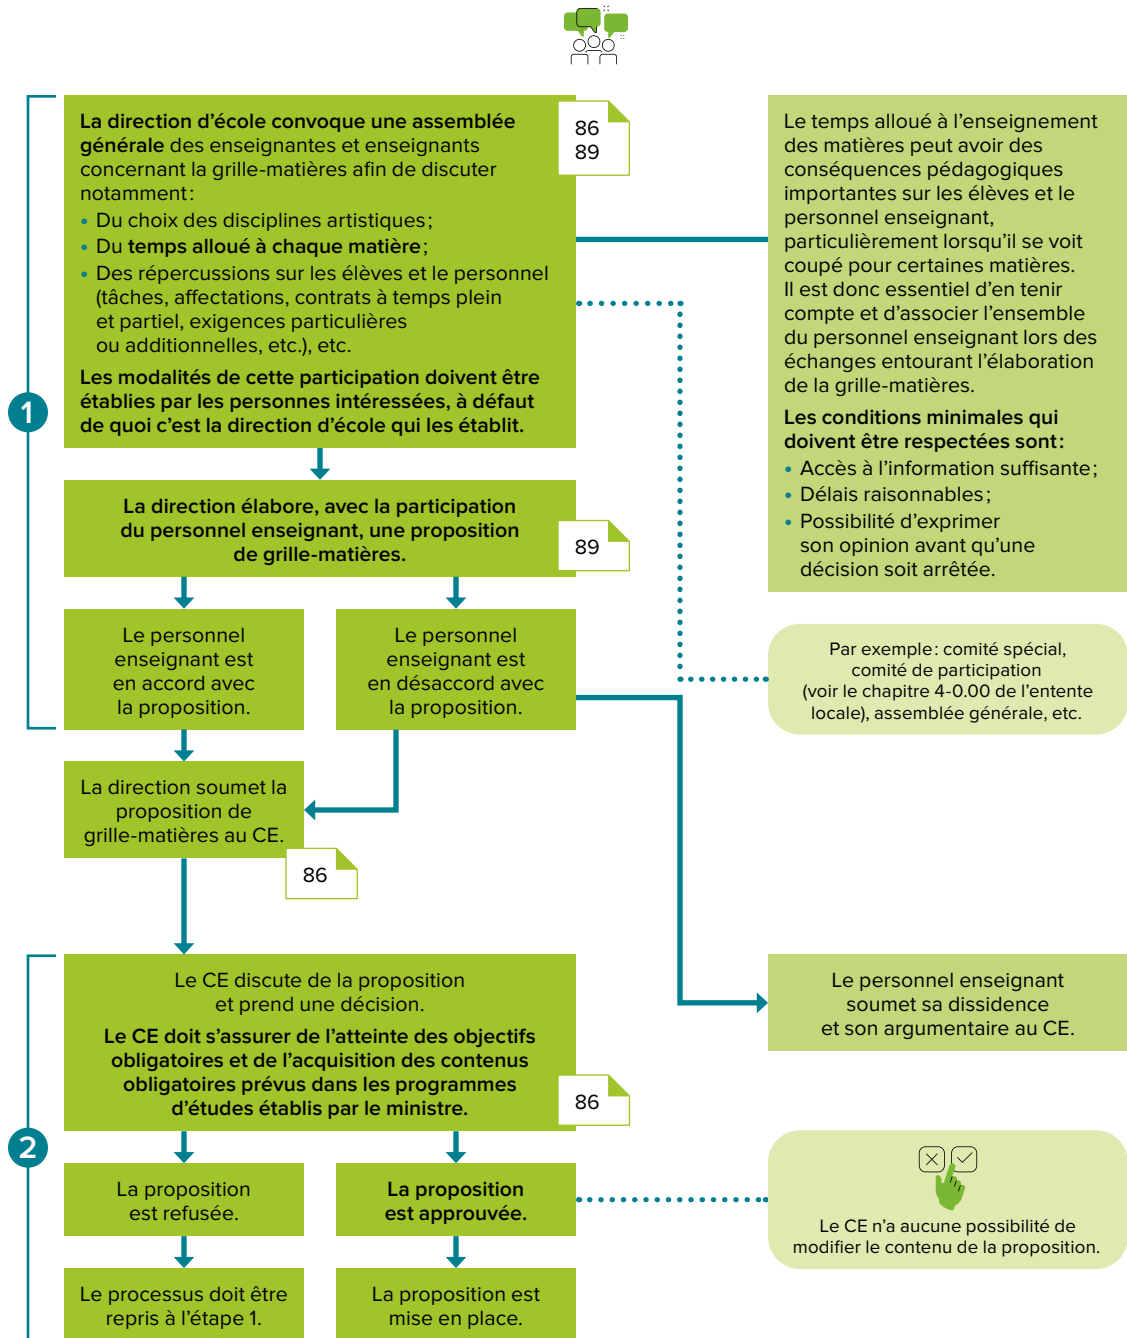 La direction d'école convoque une assemblée
générale des enseignantes et enseignants
concernant la grille-matières afin de discuter
notamment:
• Du choix des disciplines artistiques;
• Du temps alloué à chaque matière;
• Des répercussions sur les élèves et le personnel
(tâches, affectations, contrats à temps plein
et partiel, exigences particulières
ou additionnelles, etc.), etc.
Les modalités de cette participation doivent être
établies par les personnes intéressées, à défaut
de quoi c'est la direction d'école qui les établit.
86
89
Le temps alloué à l'enseignement
des matières peut avoir des
conséquences pédagogiques
importantes sur les élèves et le
personnel enseignant,
particulièrement lorsqu'il se voit
coupé pour certaines matières.
Il est donc essentiel d'en tenir
compte et d'associer l'ensemble
du personnel enseignant lors des
échanges entourant l'élaboration
de la grille-matières.
Les conditions minimales qui
doivent être respectées sont:
• Accès à l'information suffisante;
• Délais raisonnables;
• Possibilité d'exprimer
son opinion avant qu'une
décision soit arrêtée.
1
La direction élabore, avec la participation
du personnel enseignant, une proposition
de grille-matières.
89
Le personnel
enseignant est
en accord avec
la proposition.
Le personnel
enseignant est
en désaccord avec
la proposition.
Par exemple: comité spécial,
comité de participation
(voir le chapitre 4-0.00 de l'entente
locale), assemblée générale, etc.
La direction soumet la
proposition de
grille-matières au CE.
86
Le CE discute de la proposition
et prend une décision.
Le CE doit s'assurer de l'atteinte des objectifs
obligatoires et de l'acquisition des contenus
obligatoires prévus dans les programmes
d'études établis par le ministre.
86
Le personnel enseignant
soumet sa dissidence
et son argumentaire au CE.
2
La proposition
est refusée.
La proposition
est approuvée.
Le CE n'a aucune possibilité de
modifier le contenu de la proposition.
Le processus doit être
repris à l'étape 1.
La proposition est
mise en place.